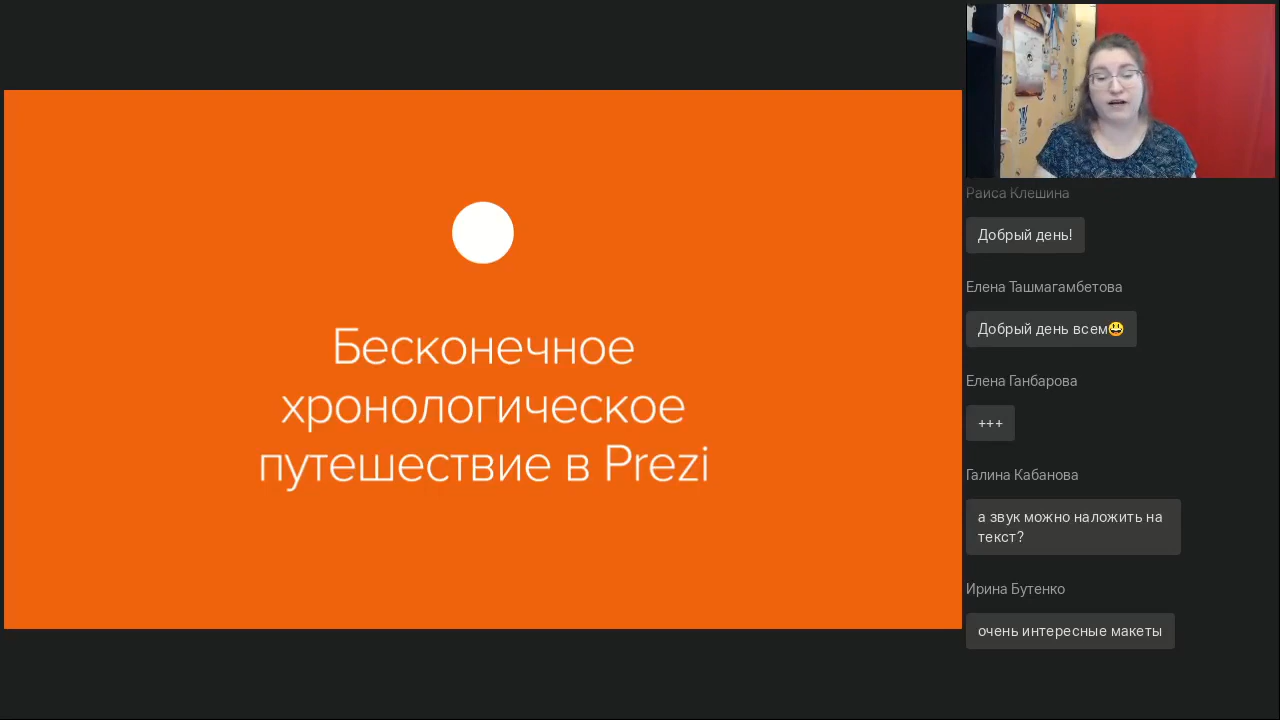 Бесконечное
хронологическое
путешествие в Prezi
Раиса Клешина
Добрый день!
Елена Ташмагамбетова
Добрый день всем😃
Елена Ганбарова
+++
Галина Кабанова
а звук можно наложить на
текст?
Ирина Бутенко
очень интересные макеты